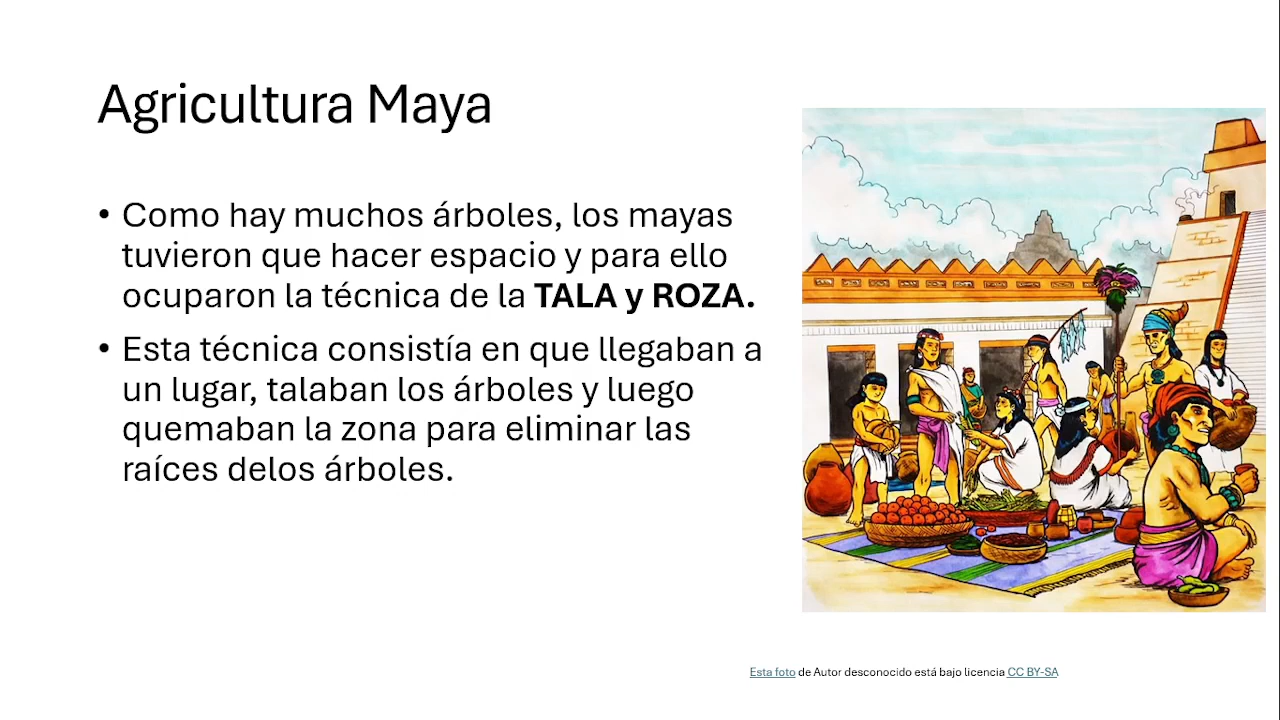 Agricultura Maya
• Como hay muchos árboles, los mayas
tuvieron que hacer espacio y para ello
ocuparon la técnica de la TALA y ROZA.
• Esta técnica consistía en que llegaban a
un lugar, talaban los árboles y luego
quemaban la zona para eliminar las
raíces delos árboles.
Esta foto de Autor desconocido está bajo licencia CC BY-SA